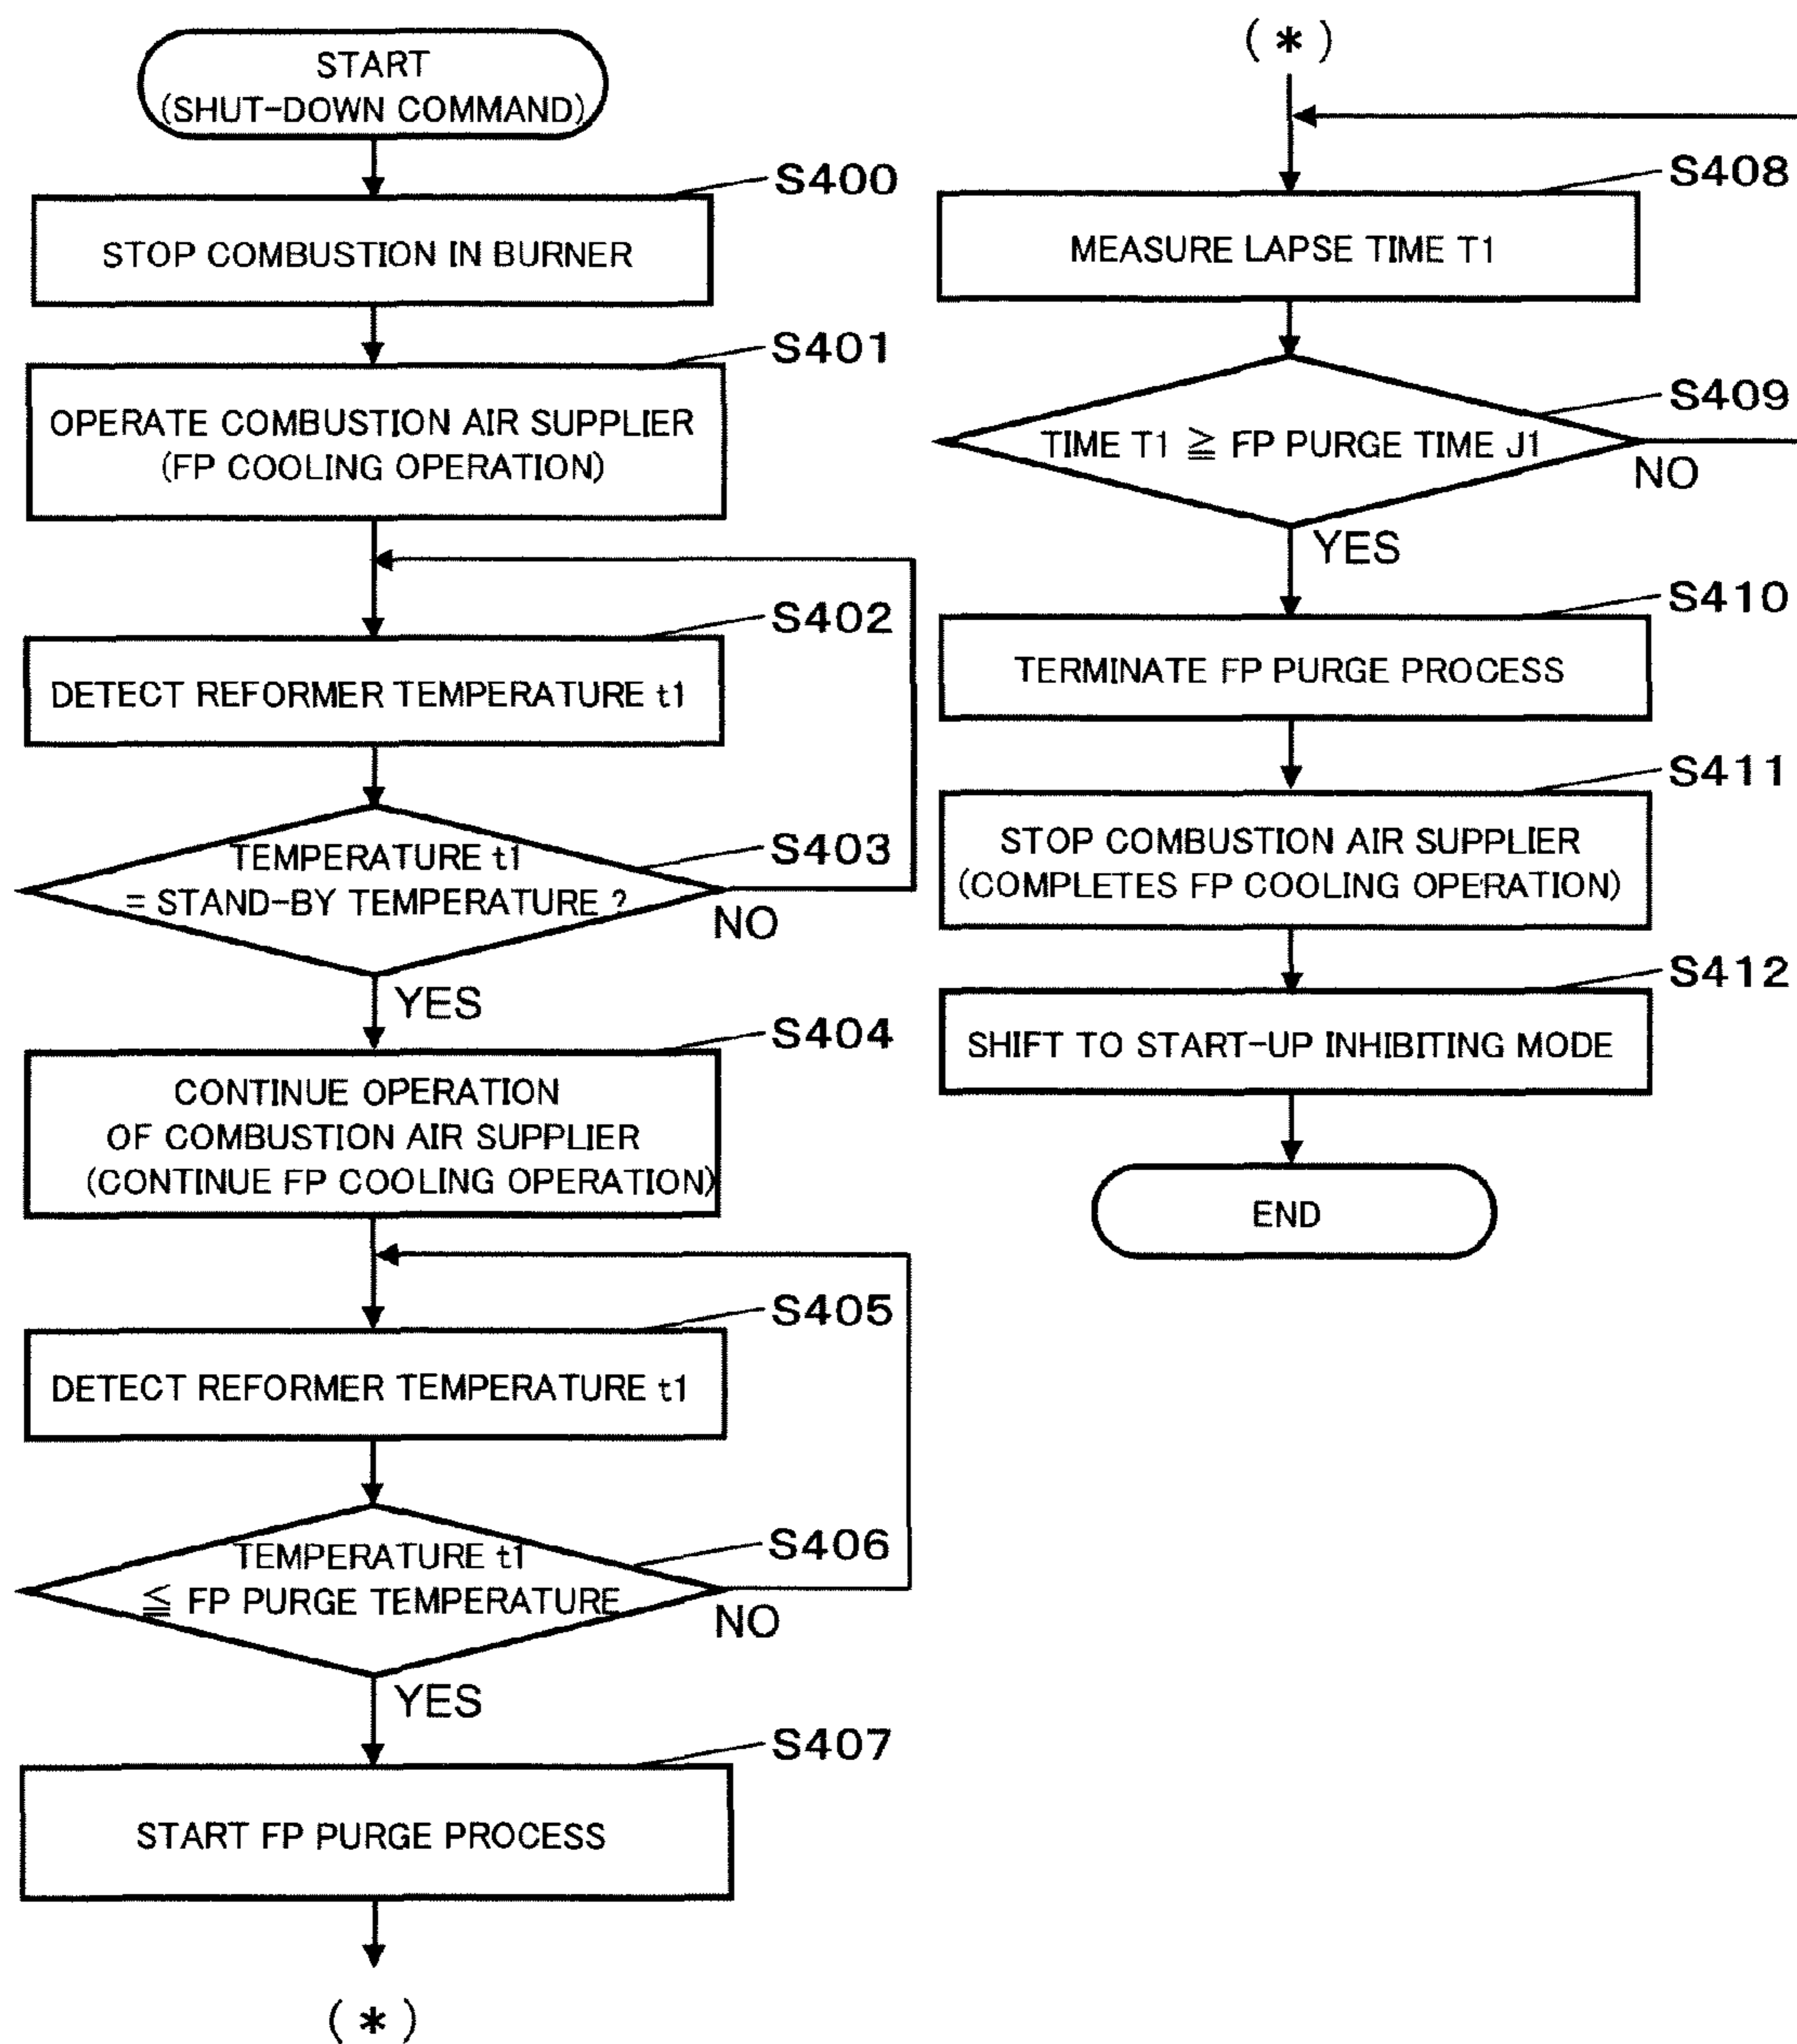 START
(SHUT-DOWN COMMAND)
S400
STOP COMBUSTION IN BURNER
S401
OPERATE COMBUSTION AIR SUPPLIER
(FP COOLING OPERATION)
S402
DETECT REFORMER TEMPERATURE t1
S403
TEMPERATURE t1
= STAND-BY TEMPERATURE ?
NO
YES
S404
CONTINUE OPERATION
OF COMBUSTION AIR SUPPLIER
(CONTINUE FP COOLING OPERATION)
S405
DETECT REFORMER TEMPERATURE t1
S406
TEMPERATURE t1
≦ FP PURGE TEMPERATURE
NO
YES
S407
START FP PURGE PROCESS
(*)
(*)
S408
MEASURE LAPSE TIME T1
S409
TIME T1 ≧ FP PURGE TIME J1
NO
YES
S410
TERMINATE FP PURGE PROCESS
S411
STOP COMBUSTION AIR SUPPLIER
(COMPLETES FP COOLING OPERATION)
S412
SHIFT TO START-UP INHIBITING MODE
END